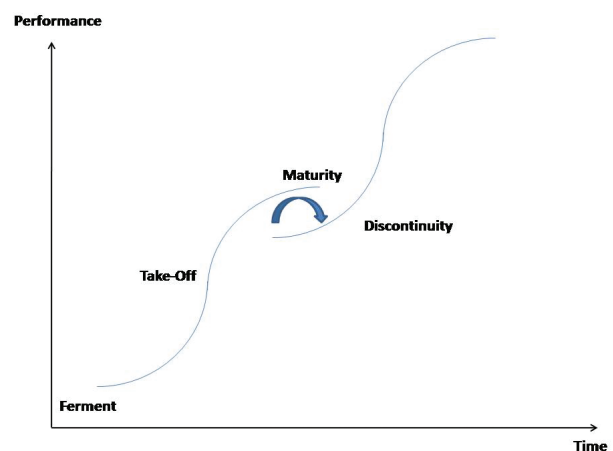 Performance
Maturity
Discontinuity
Take-Off
Ferment
Time